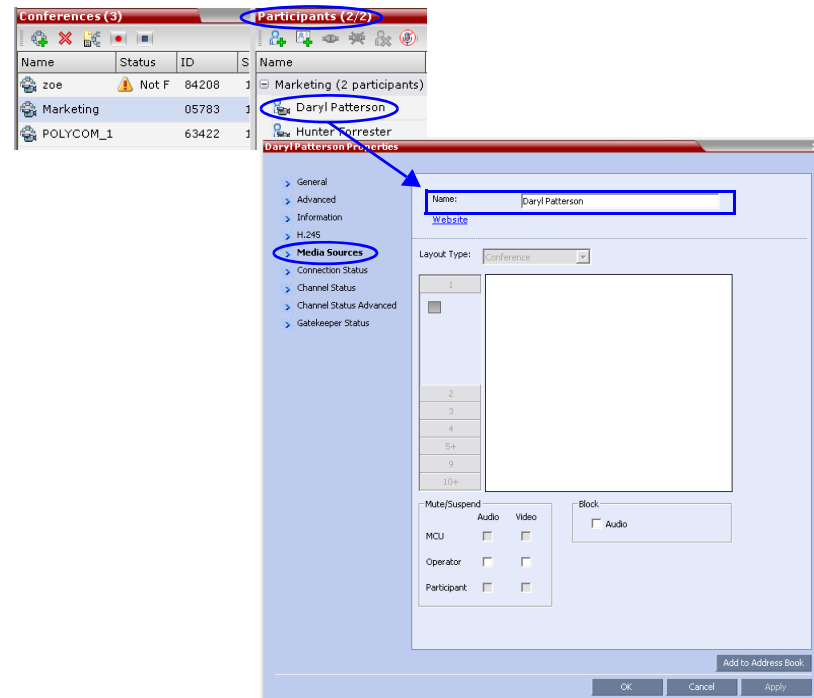 Conferences (3)
Name Status ID S
zoe Not F 84208 1
Marketing 05783 1
POLYCOM_1 63422 1
Participants (2/2)
Name
Marketing (2 participants)
Daryl Patterson
Hunter Forrester
Daryl Patterson Properties
General
Advanced
Information
H.245
Media Sources
Connection Status
Channel Status
Channel Status Advanced
Gatekeeper Status
Name: Daryl Patterson
Website
Layout Type: Conference
1
2
3
4
5+
9
10+
Mute/Suspend
Audio Video
MCU
Operator
Participant
Block
Audio
Add to Address Book
OK Cancel Apply